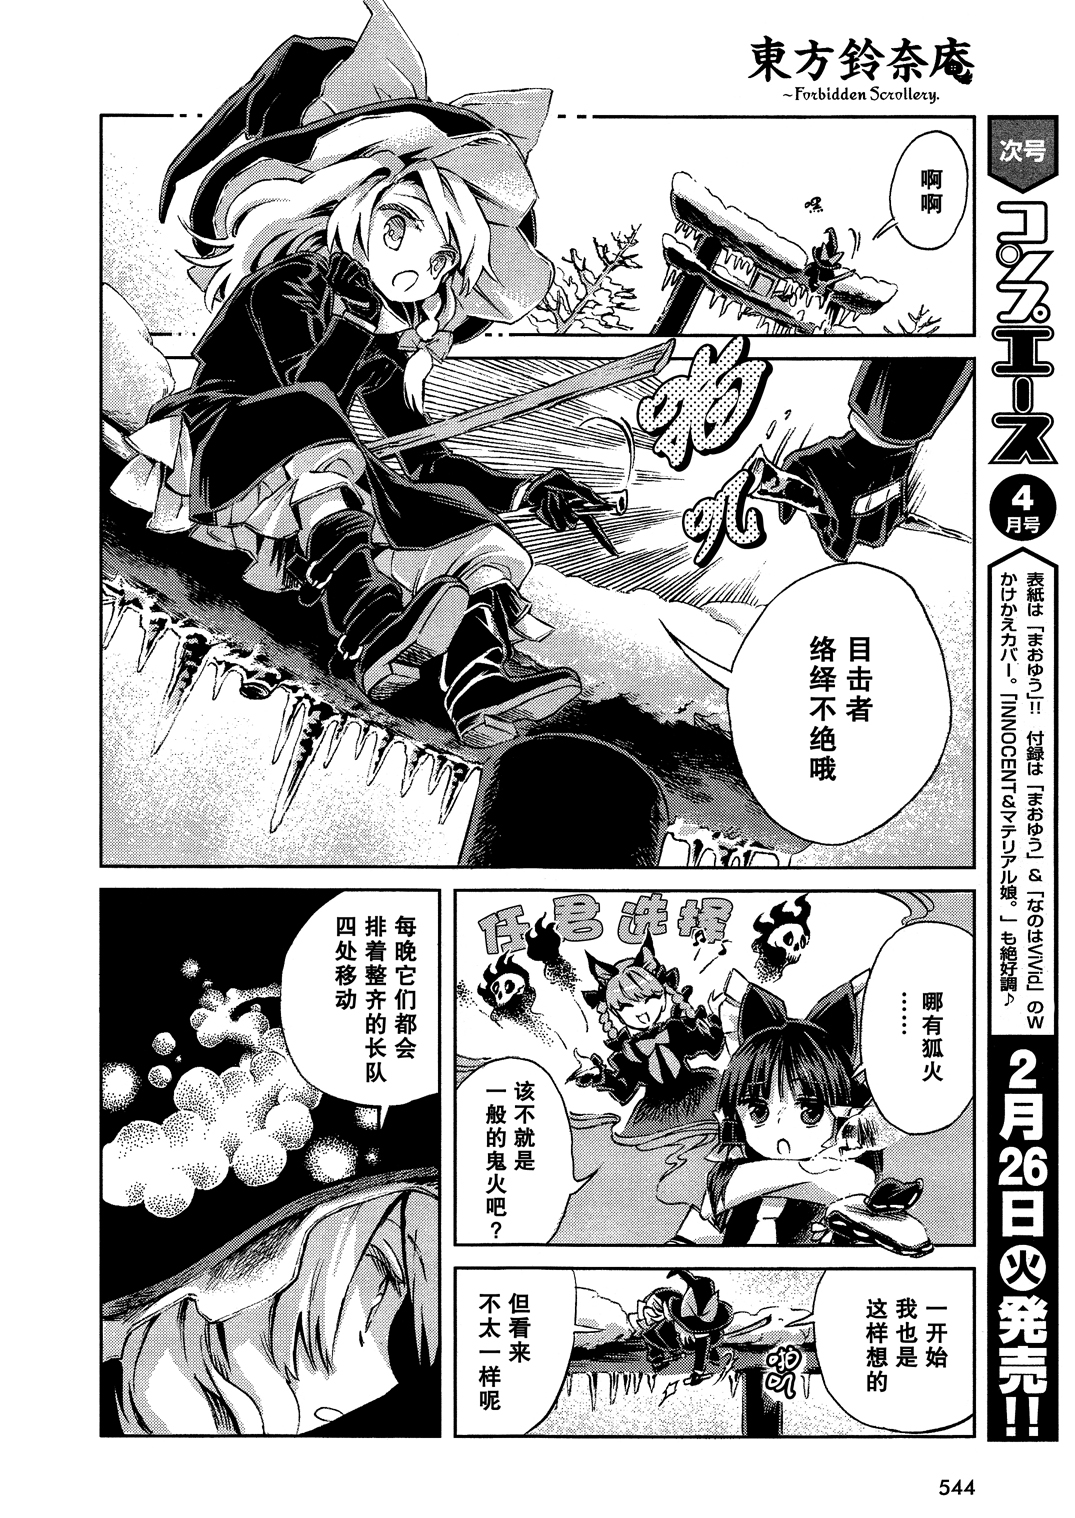 東方鈴奈庵
~Forbidden Scrollery.
啊
啊
嘿
啪
叽
目击者
络绎不绝哦
哪有狐火
……
任君选择
该不就是
一般的鬼火吧？
一开始
我也是
这样想的
啪
叽
但看来
不太一样呢
每晚它们都会
排着整齐的长队
四处移动
次号
コンプエース
4
月号
表紙は「まおゆう」!! 付録は「まおゆう」&「なのはViVid」のW
かけかえカバー。「INNOCENT&マテリアル娘。」も絶好調♪
2月26日火発売!!
544